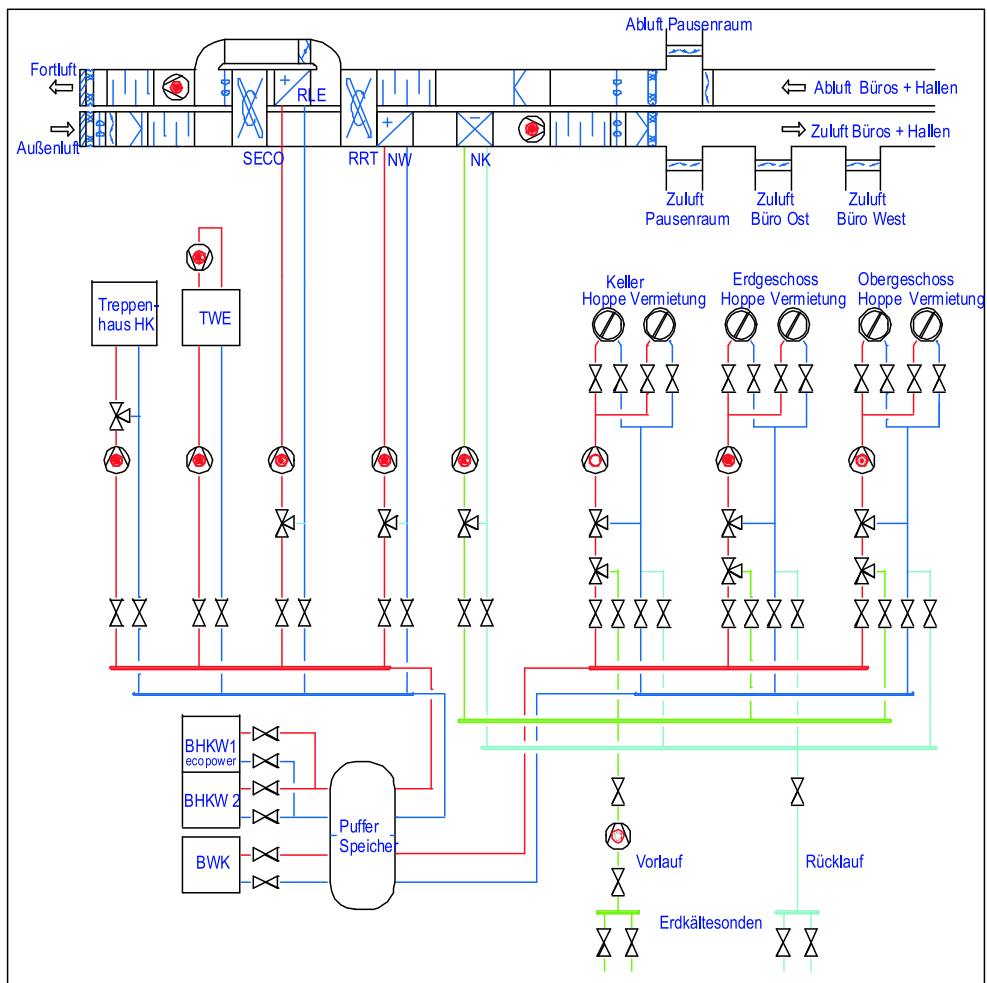 Abluft Pausenraum
Fortluft
RLE
Abluft Büros + Hallen
Außenluft
Zuluft Büros + Hallen
SECO
RRT
NW
NK
Zuluft
Pausenraum
Zuluft
Büro Ost
Zuluft
Büro West
Treppen-
haus HK
TWE
Keller
Hoppe Vermietung
Erdgeschoss
Hoppe Vermietung
Obergeschoss
Hoppe Vermietung
BHKW1
ecopower
BHKW 2
BWK
Puffer
Speicher
Vorlauf
Rücklauf
Erdkältesonden